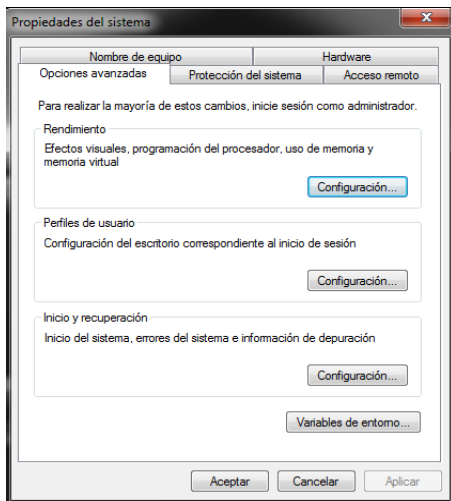 Propiedades del sistema
Nombre de equipo
Hardware
Opciones avanzadas
Protección del sistema
Acceso remoto
Para realizar la mayoría de estos cambios, inicie sesión como administrador.
Rendimiento
Efectos visuales, programación del procesador, uso de memoria y
memoria virtual
Configuración...
Perfiles de usuario
Configuración del escritorio correspondiente al inicio de sesión
Configuración...
Inicio y recuperación
Inicio del sistema, errores del sistema e información de depuración
Configuración...
Variables de entorno...
Aceptar
Cancelar
Aplicar